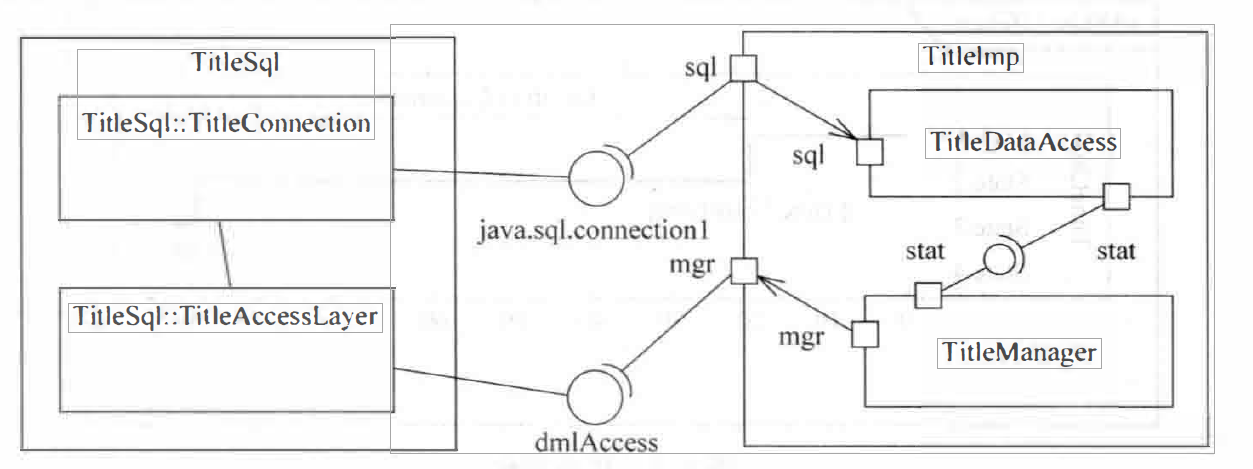 TitleSql
TitleSql::TitleConnection
TitleSql::TitleAccessLayer
java.sql.connection1
dmlAccess
sql
mgr
TitleImp
TitleDataAccess
sql
stat
stat
mgr
TitleManager